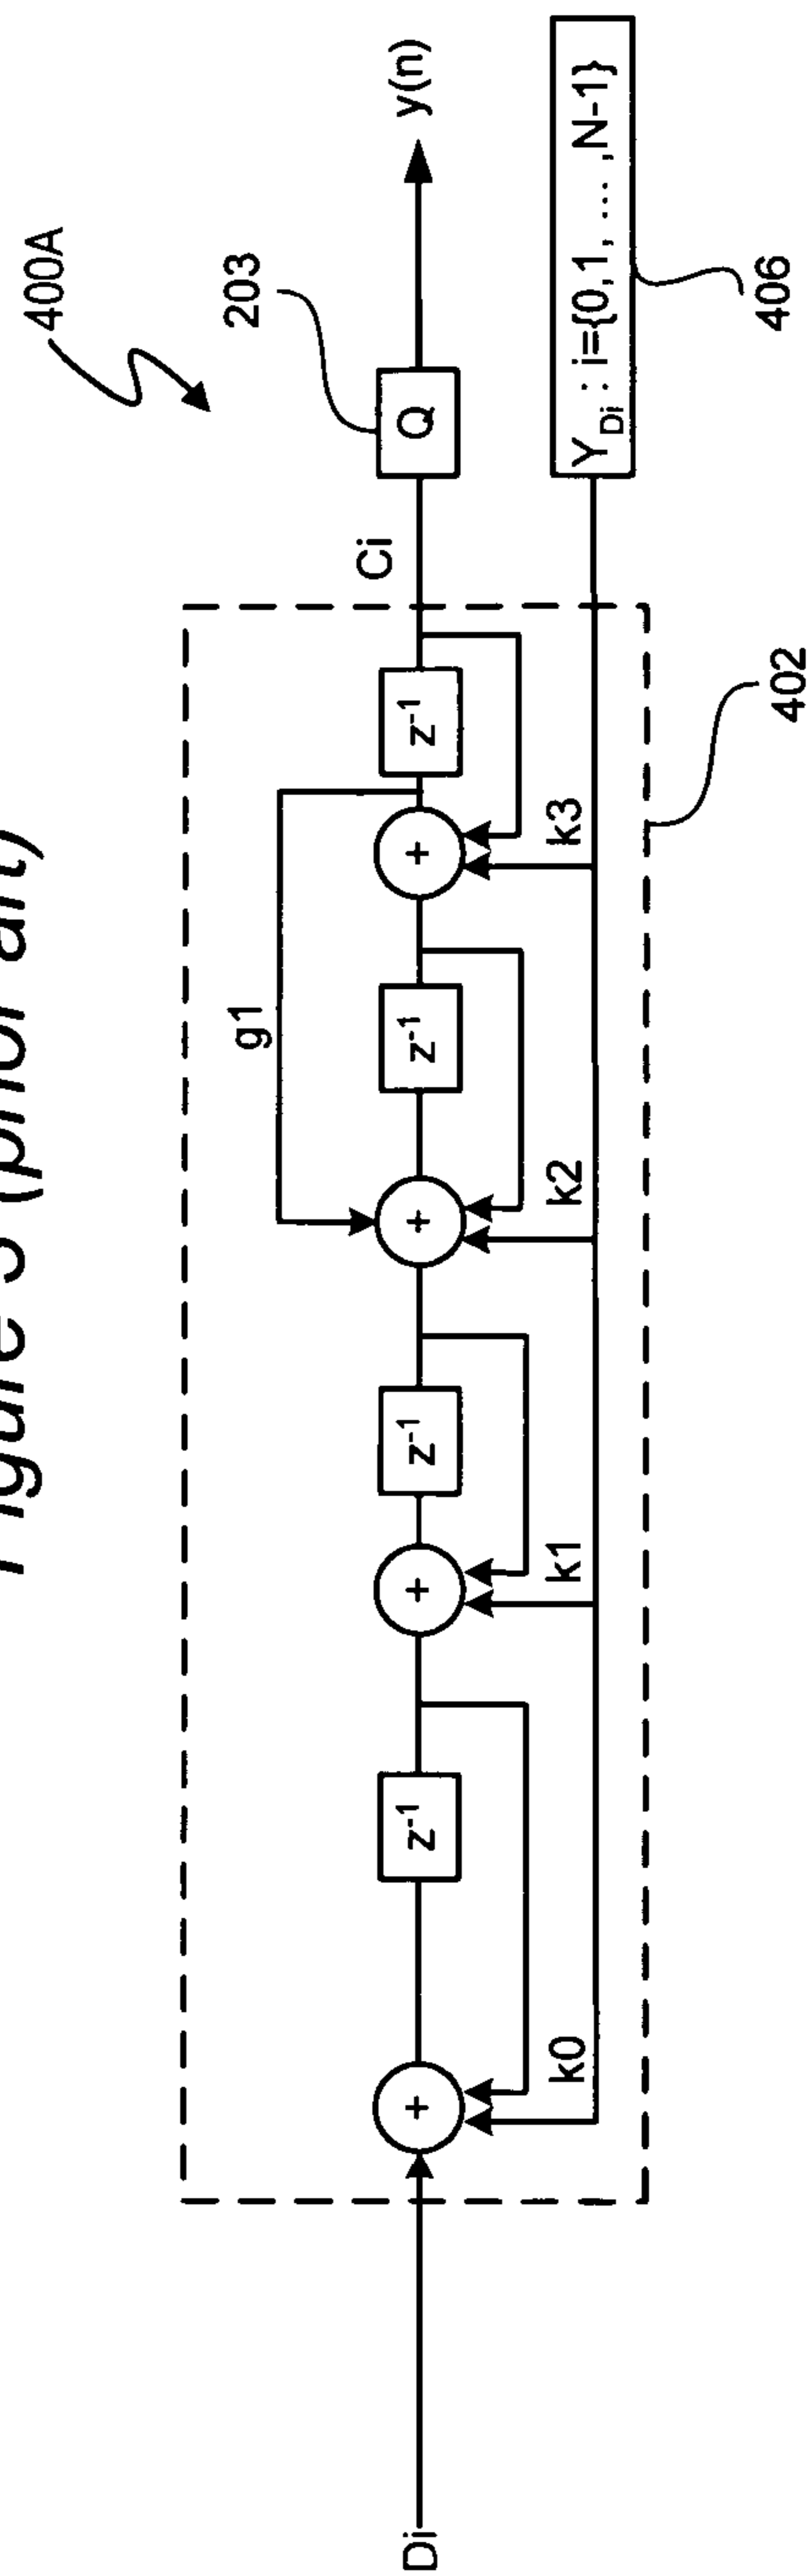 Figure 3 (prior art)
400A
203
y(n)
g1
Ci
Q
Di
+
z-1
+
z-1
+
z-1
+
z-1
k0
k1
k2
k3
YDi : i={0,1, ... ,N-1}
402
406